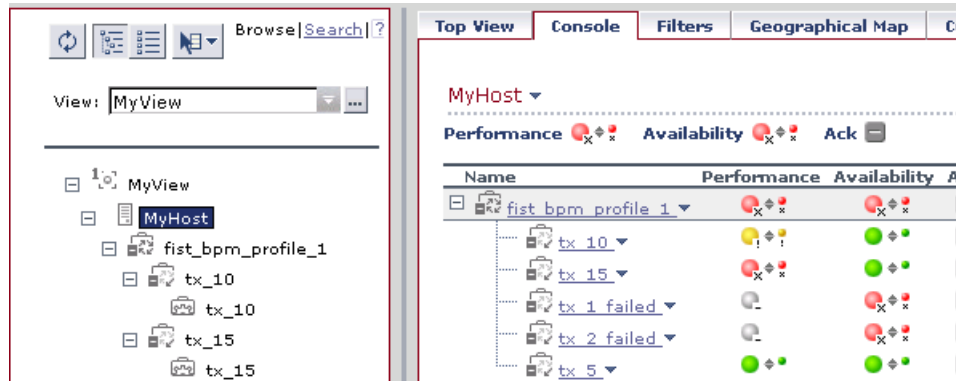 Browse|Search|?
View: MyView ...
MyView
MyHost
fist_bpm_profile_1
tx_10
tx_10
tx_15
tx_15
Top View Console Filters Geographical Map
MyHost
Performance Availability Ack
Name Performance Availability
fist_bpm_profile_1
tx_10
tx_15
tx_1_failed
tx_2_failed
tx_5